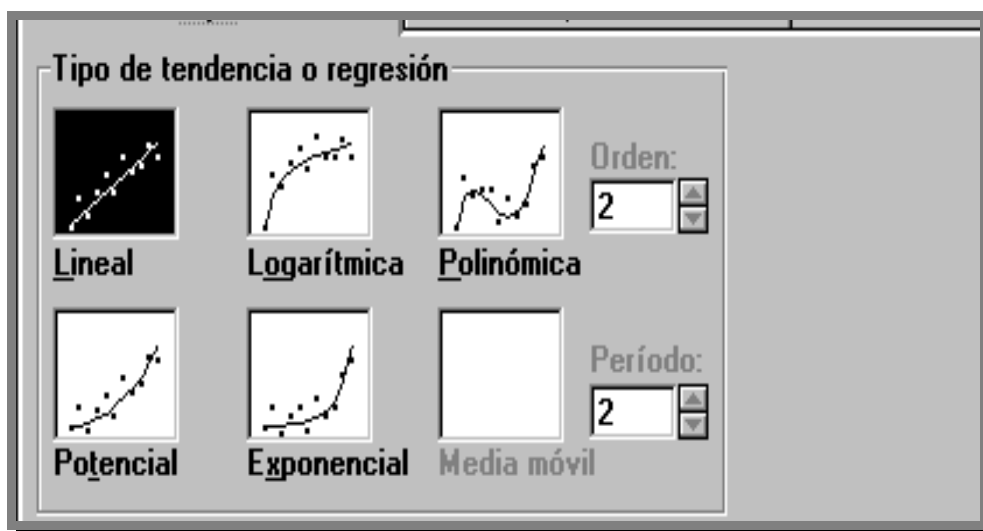 Tipo de tendencia o regresión
Orden:
2
Lineal
Logarítmica
Polinómica
Período:
2
Potencial
Exponencial
Media móvil